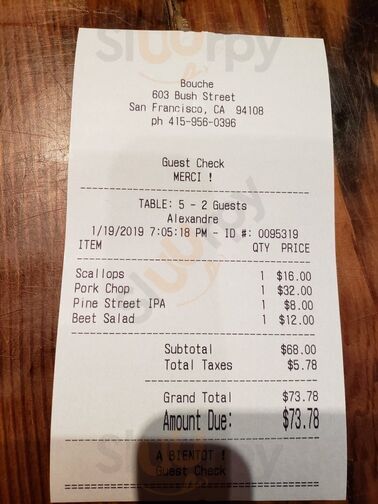 Slurrpy
Bouche
603 Bush Street
San Francisco, CA 94108
ph 415-956-0396
Guest Check
MERCI !
TABLE: 5 - 2 Guests
Alexandre
1/19/2019 7:05:18 PM - ID #: 0095319
ITEM QTY PRICE
Scallops 1 $16.00
Pork Chop 1 $32.00
Pine Street IPA 1 $8.00
Beet Salad 1 $12.00
Subtotal $68.00
Total Taxes $5.78
Grand Total $73.78
Amount Due: $73.78
A BIENTOT !
Guest Check
Slurrpy